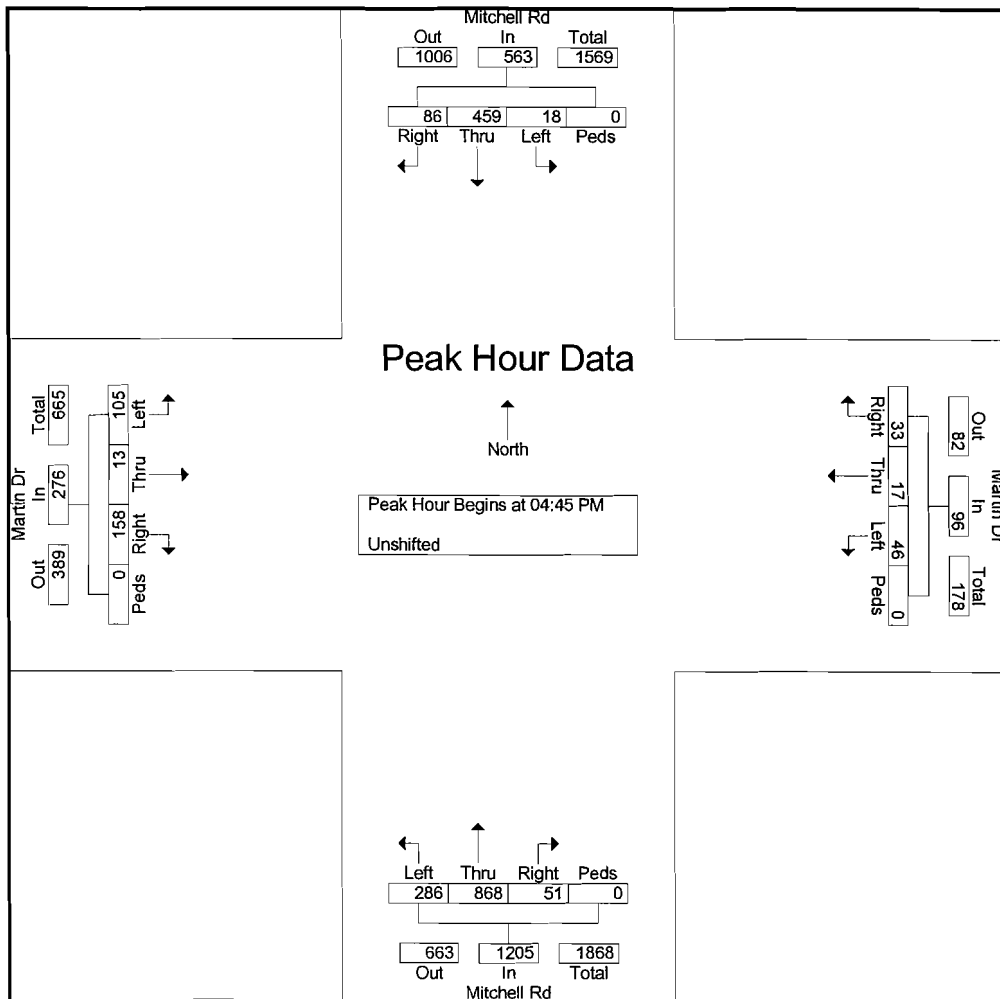 Mitchell Rd
Out In Total
1006 563 1569
86 459 18 0
Right Thru Left Peds
Peak Hour Data
North
Peak Hour Begins at 04:45 PM
Unshifted
Martin Dr
Total In Out
665 276 389
105 13 158 0
Left Thru Right Peds
Right Thru Left Peds
33 17 46 0
82 96 178
Out In Total
Martin Dr
Left Thru Right Peds
286 868 51 0
663 1205 1868
Out In Total
Mitchell Rd